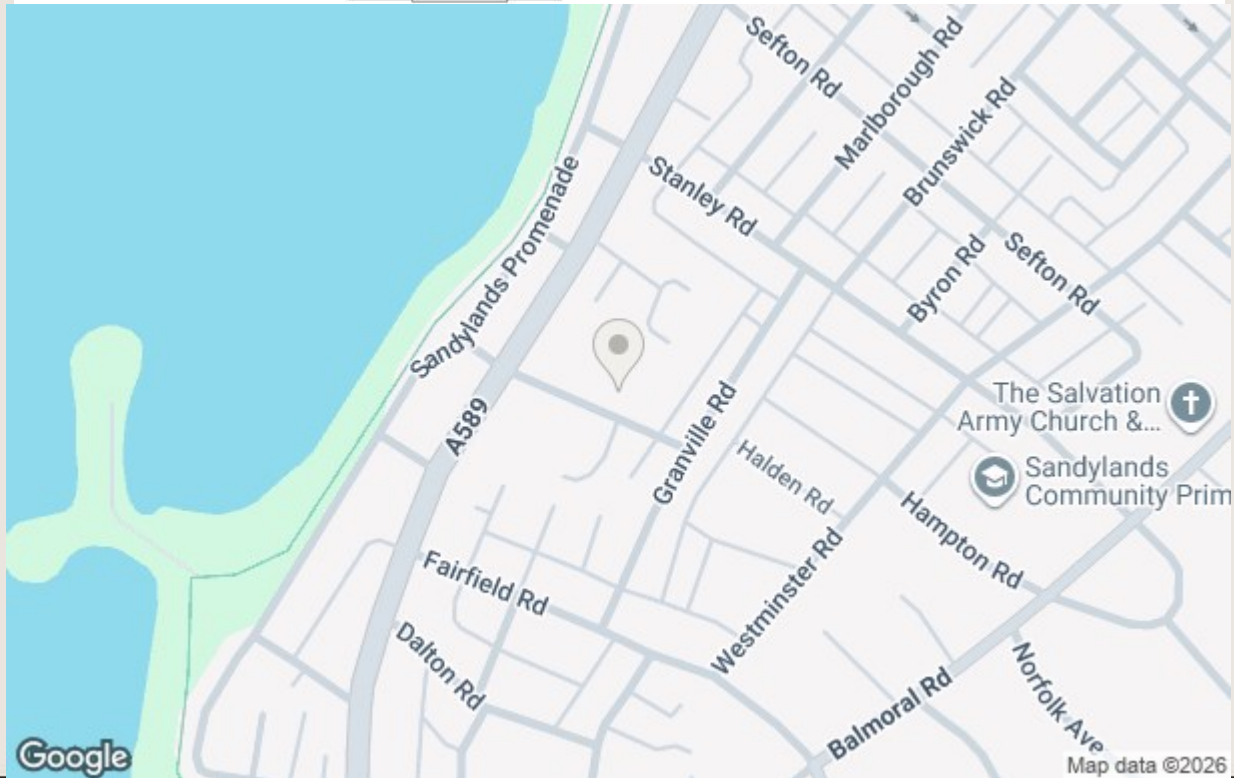 Sefton Rd
Marlborough Rd
Brunswick Rd
Stanley Rd
Sandylands Promenade
Byron Rd
Sefton Rd
A589
Granville Rd
The Salvation
Army Church &...
Halden Rd
Sandylands
Community Prim
Hampton Rd
Fairfield Rd
Westminster Rd
Dalton Rd
Norfolk Ave
Balmoral Rd
Google
Map data ©2026